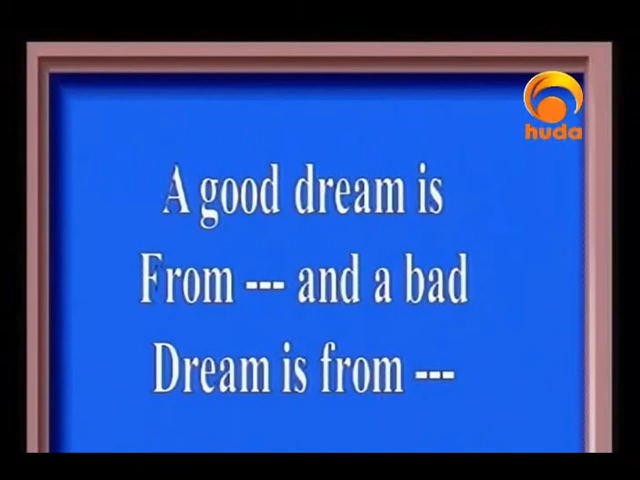 huda
A good dream is
From --- and a bad
Dream is from ---